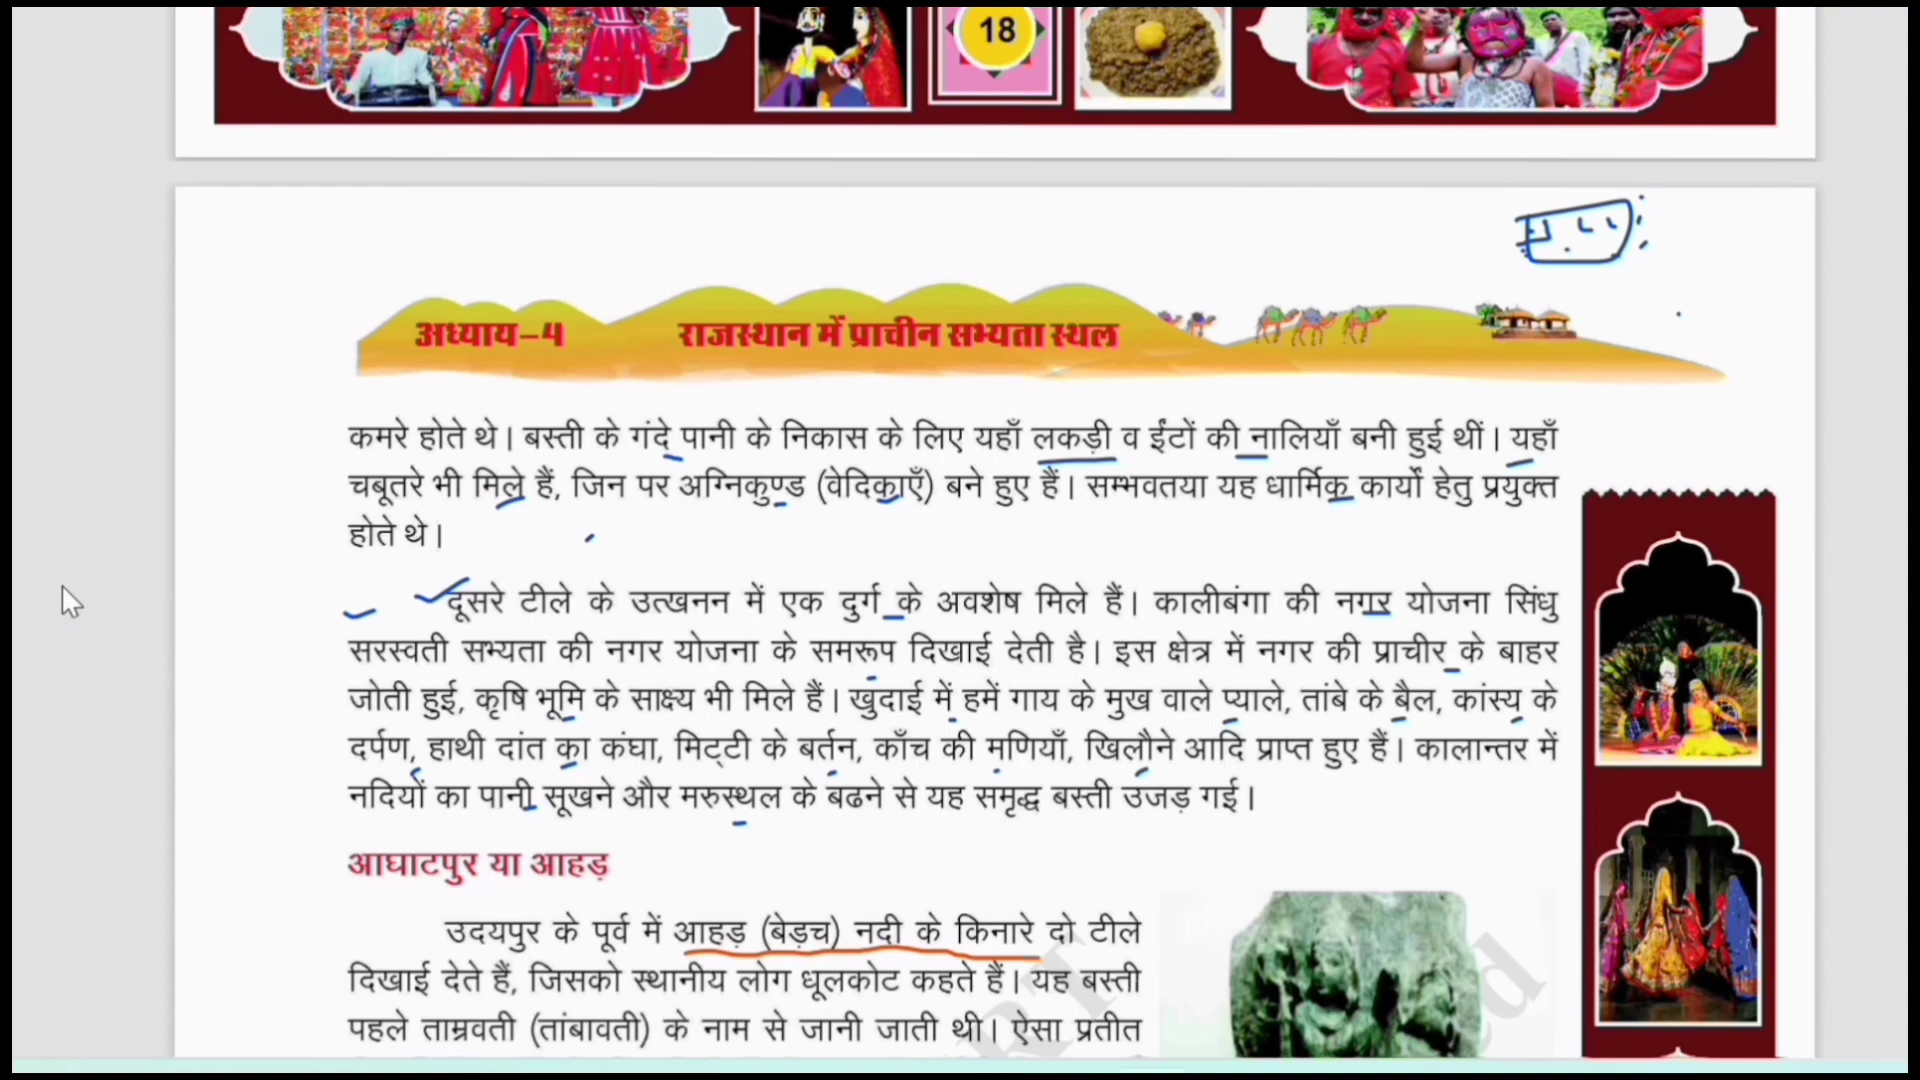 18
अध्याय–4 राजस्थान में प्राचीन सभ्यता स्थल
कमरे होते थे। बस्ती के गंदे पानी के निकास के लिए यहाँ लकड़ी व ईंटों की नालियाँ बनी हुई थीं। यहाँ
चबूतरे भी मिले हैं, जिन पर अग्निकुण्ड (वेदिकाएँ) बने हुए हैं। सम्भवतया यह धार्मिक कार्यों हेतु प्रयुक्त
होते थे।
दूसरे टीले के उत्खनन में एक दुर्ग के अवशेष मिले हैं। कालीबंगा की नगर योजना सिंधु
सरस्वती सभ्यता की नगर योजना के समरूप दिखाई देती है। इस क्षेत्र में नगर की प्राचीर के बाहर
जोती हुई, कृषि भूमि के साक्ष्य भी मिले हैं। खुदाई में हमें गाय के मुख वाले प्याले, तांबे के बैल, कांस्य के
दर्पण, हाथी दांत का कंघा, मिट्टी के बर्तन, काँच की मणियाँ, खिलौने आदि प्राप्त हुए हैं। कालान्तर में
नदियों का पानी सूखने और मरुस्थल के बढने से यह समृद्ध बस्ती उजड़ गई।
आघाटपुर या आहड़
उदयपुर के पूर्व में आहड़ (बेड़च) नदी के किनारे दो टीले
दिखाई देते हैं, जिसको स्थानीय लोग धूलकोट कहते हैं। यह बस्ती
पहले ताम्रवती (तांबावती) के नाम से जानी जाती थी। ऐसा प्रतीत